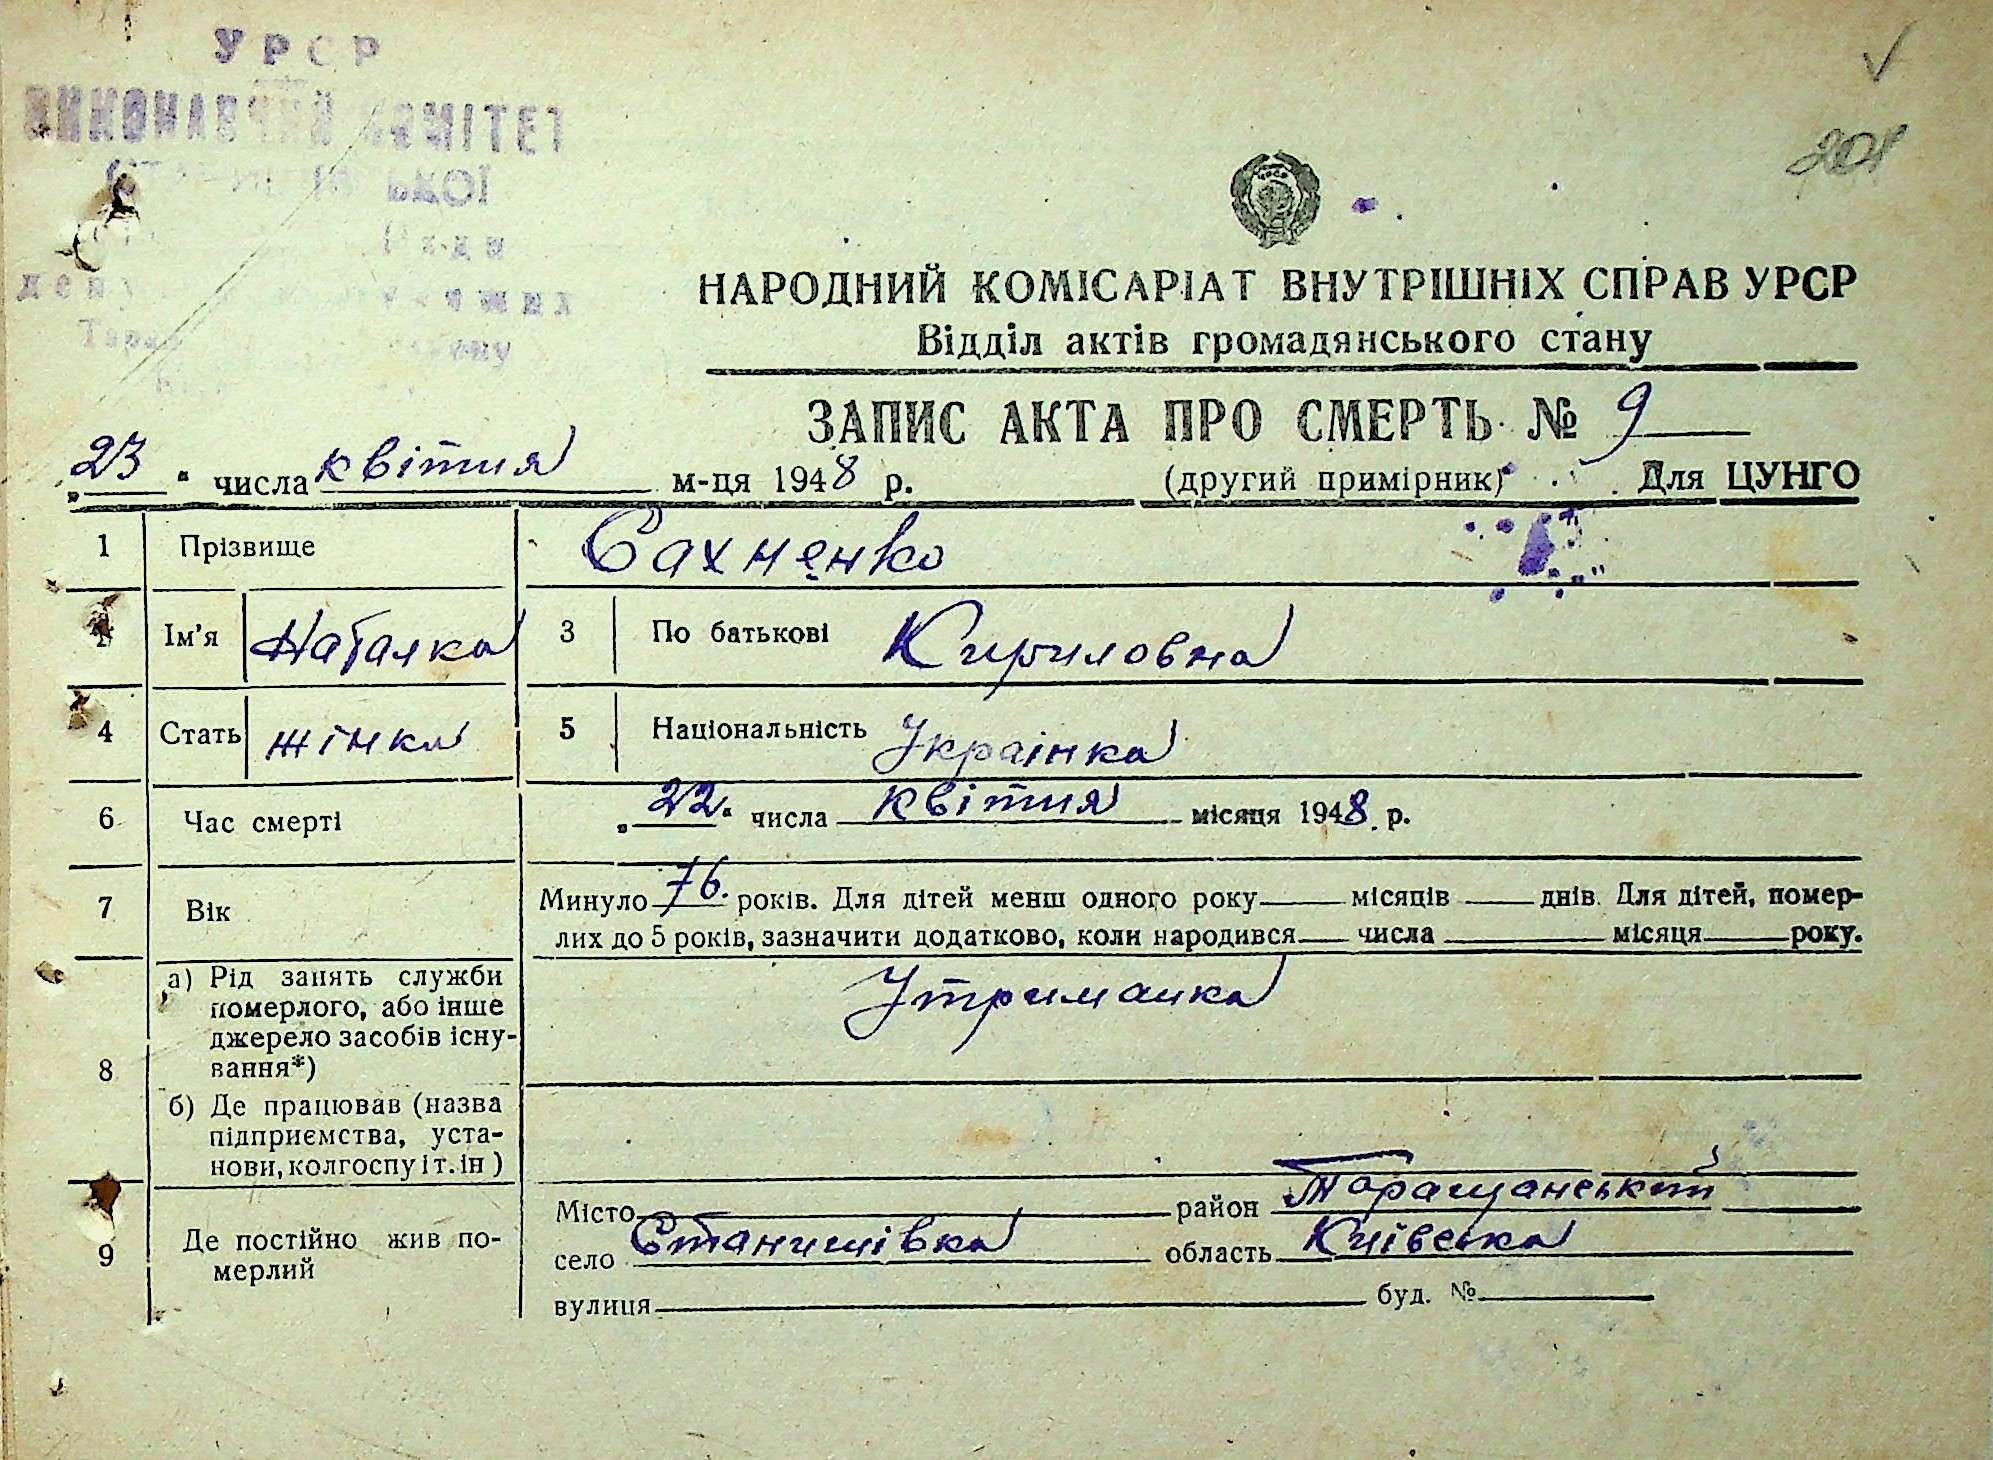 УРСР
ВИКОНАВЧИЙ КОМІТЕТ
201
НАРОДНИЙ КОМІСАРІАТ ВНУТРІШНІХ СПРАВ УРСР
Відділ актів громадянського стану
ЗАПИС АКТА ПРО СМЕРТЬ № 9
„23“ числа квітня м-ця 1948 р. (другий примірник) Для ЦУНГО
1 Прізвище Сахненко
Ім'я Наталка 3 По батькові Кириловна
4 Стать жінка 5 Національність Українка
6 Час смерті „22“ числа квітня місяця 1948 р.
7 Вік Минуло 76 років. Для дітей менш одного року місяців днів. Для дітей, помер-
лих до 5 років, зазначити додатково, коли народився числа місяця року.
8 а) Рід занять служби
померлого, або інше
джерело засобів існу-
вання*)
Утриманка
б) Де працював (назва
підприємства, уста-
нови, колгоспу і т. ін)
9 Де постійно жив по-
мерлий
Місто район Таращанський
село Станишівка область Київська
вулиця буд. №